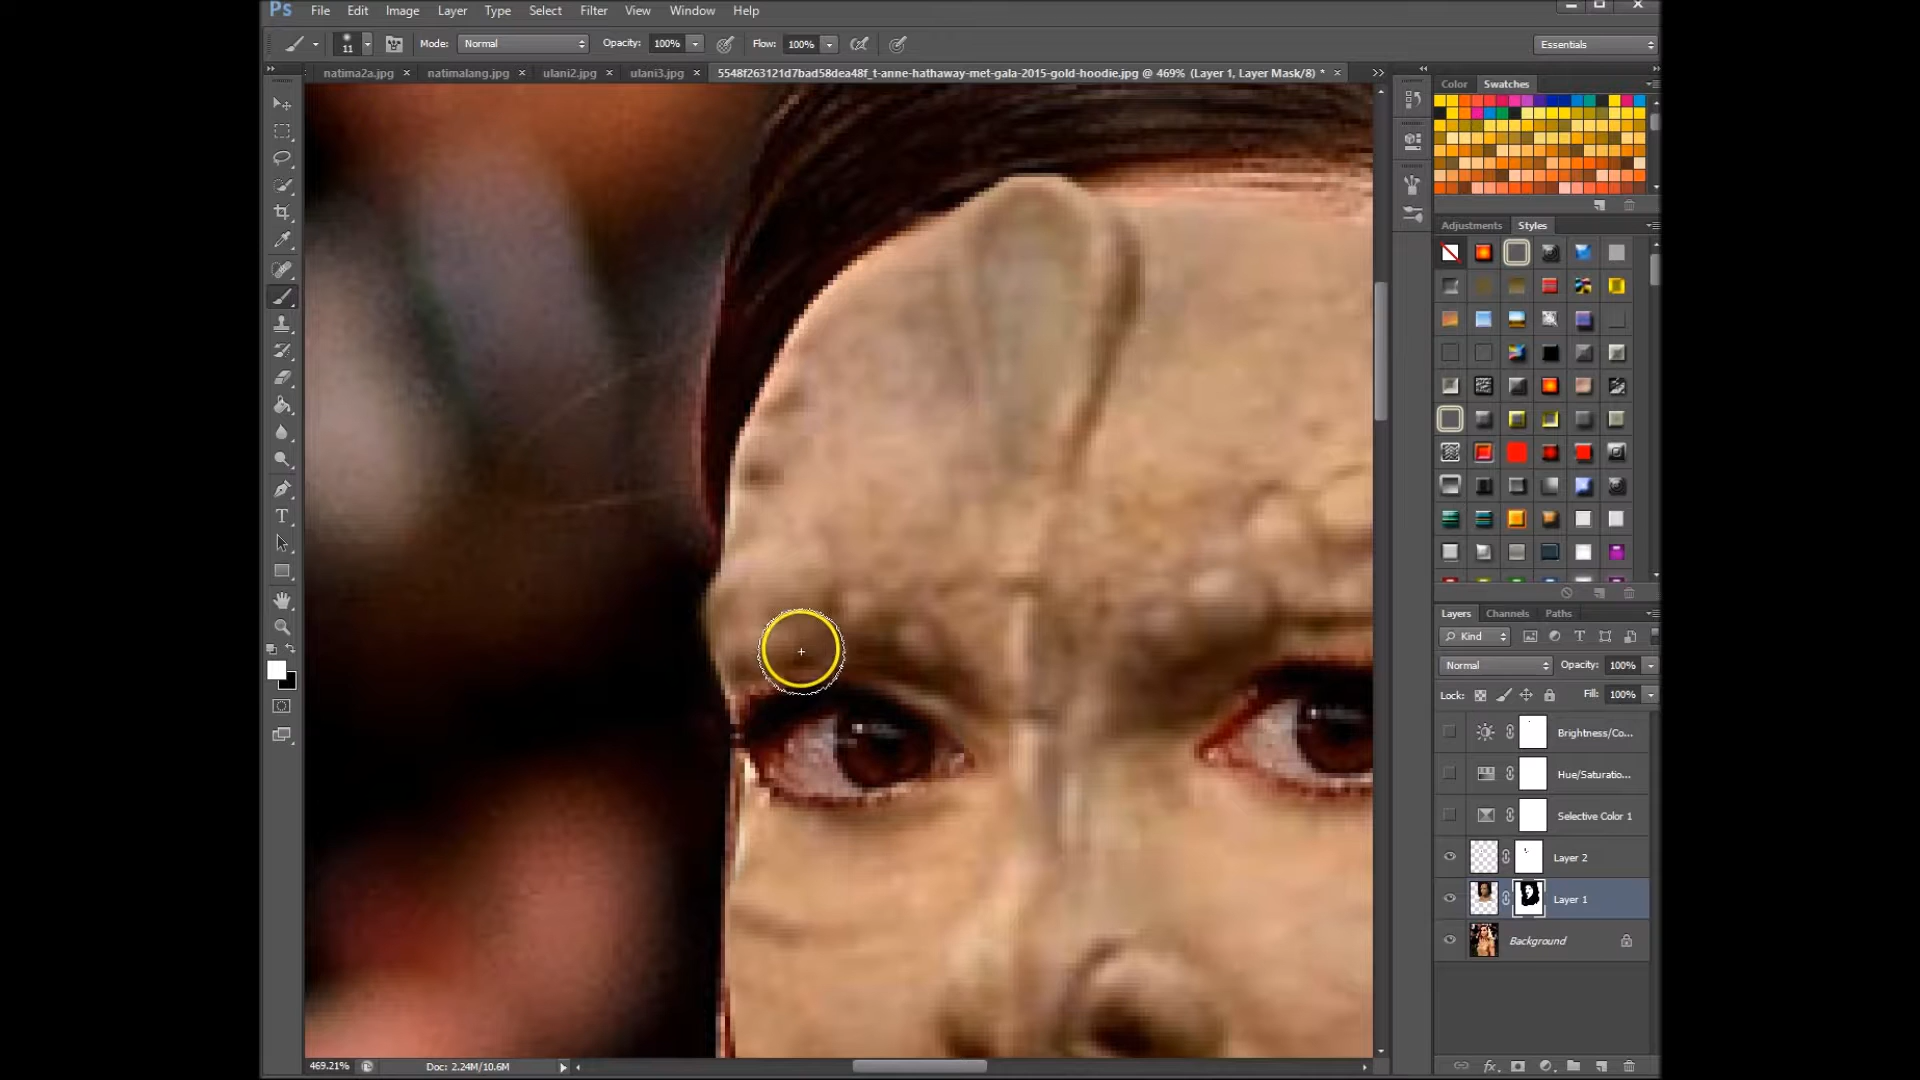 Ps File Edit Image Layer Type Select Filter View Window Help
11 Mode: Normal Opacity: 100% Flow: 100% Essentials
natima2a.jpg × natimalang.jpg × ulani2.jpg × ulani3.jpg × 5548f263121d7bad58dea48f_t-anne-hathaway-met-gala-2015-gold-hoodie.jpg @ 469% (Layer 1, Layer Mask/8) * ×
Color Swatches
Adjustments Styles
Layers Channels Paths
Kind
Normal Opacity: 100%
Lock: Fill: 100%
Brightness/Co...
Hue/Saturatio...
Selective Color 1
Layer 2
Layer 1
Background
469.21% Doc: 2.24M/10.6M